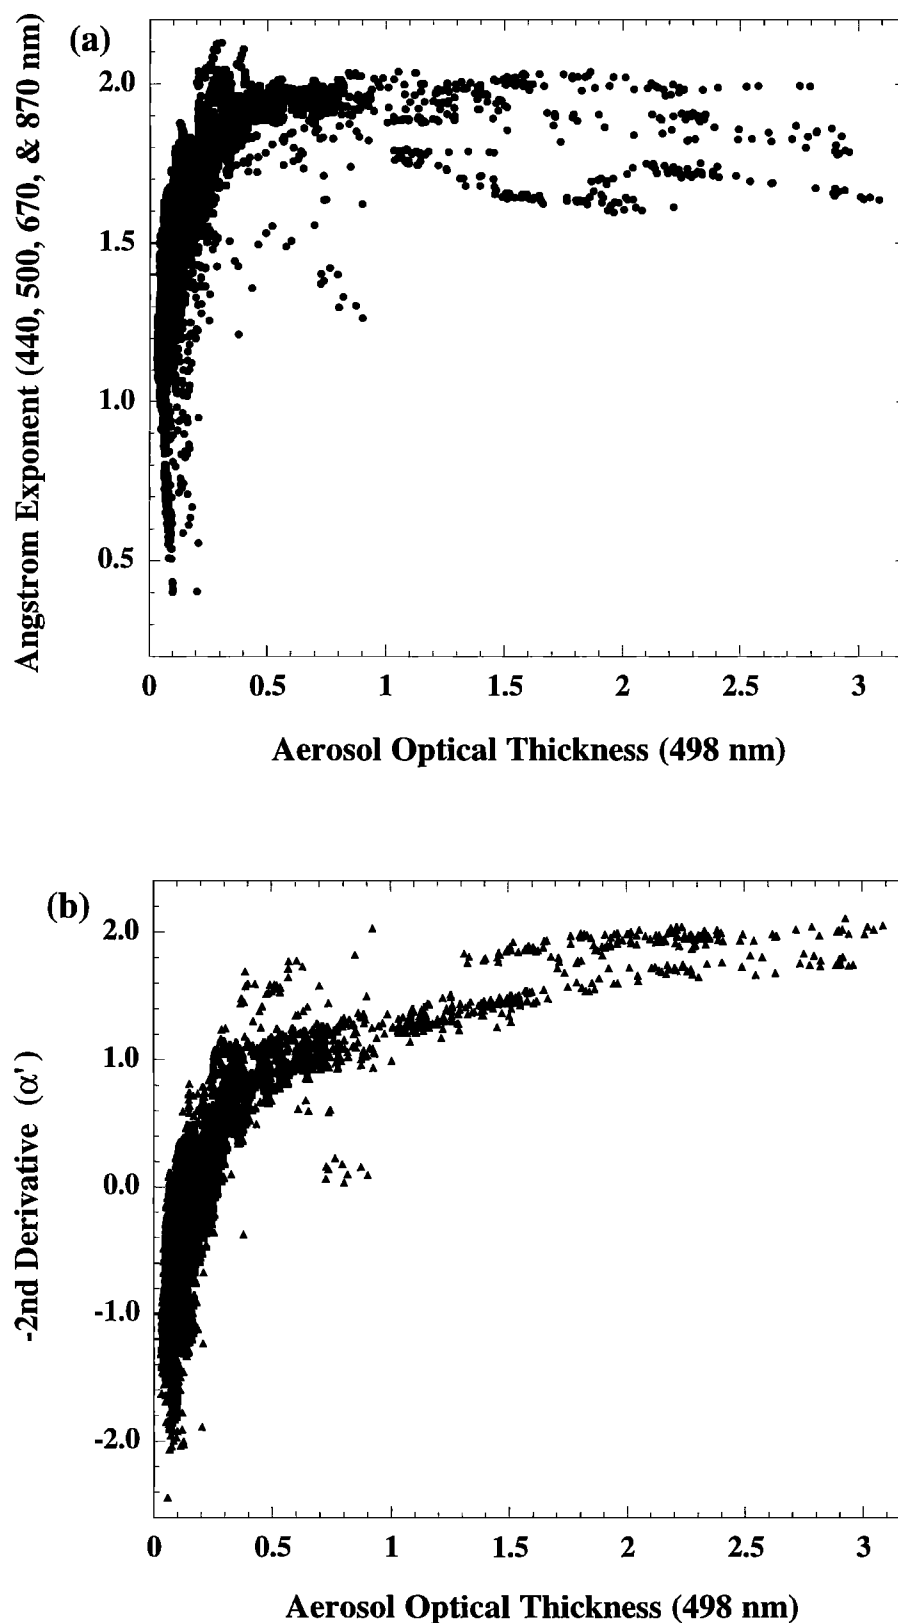 (a)
Angstrom Exponent (440, 500, 670, & 870 nm)
2.0
1.5
1.0
0.5
0 0.5 1 1.5 2 2.5 3
Aerosol Optical Thickness (498 nm)
(b)
-2nd Derivative (α')
2.0
1.0
0.0
-1.0
-2.0
0 0.5 1 1.5 2 2.5 3
Aerosol Optical Thickness (498 nm)